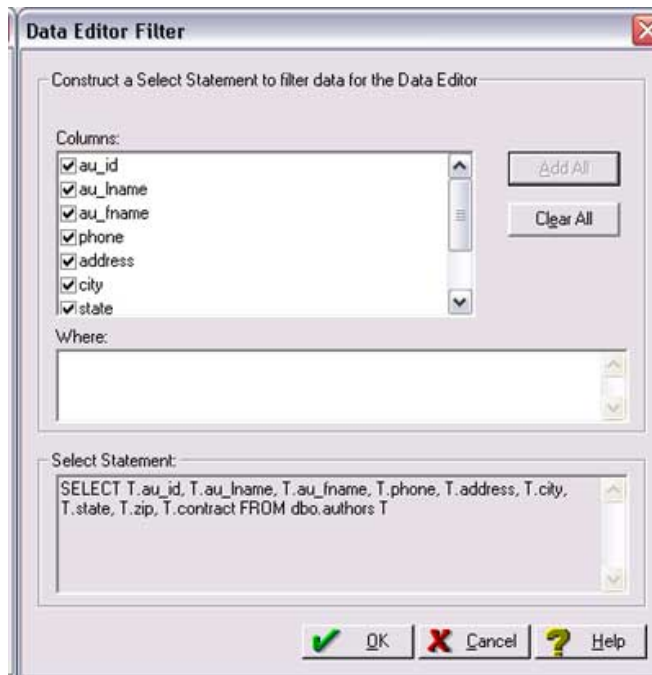 Data Editor Filter
Construct a Select Statement to filter data for the Data Editor
Columns:
au_id
au_lname
au_fname
phone
address
city
state
Add All
Clear All
Where:
Select Statement:
SELECT T.au_id, T.au_lname, T.au_fname, T.phone, T.address, T.city,
T.state, T.zip, T.contract FROM dbo.authors T
OK
Cancel
Help